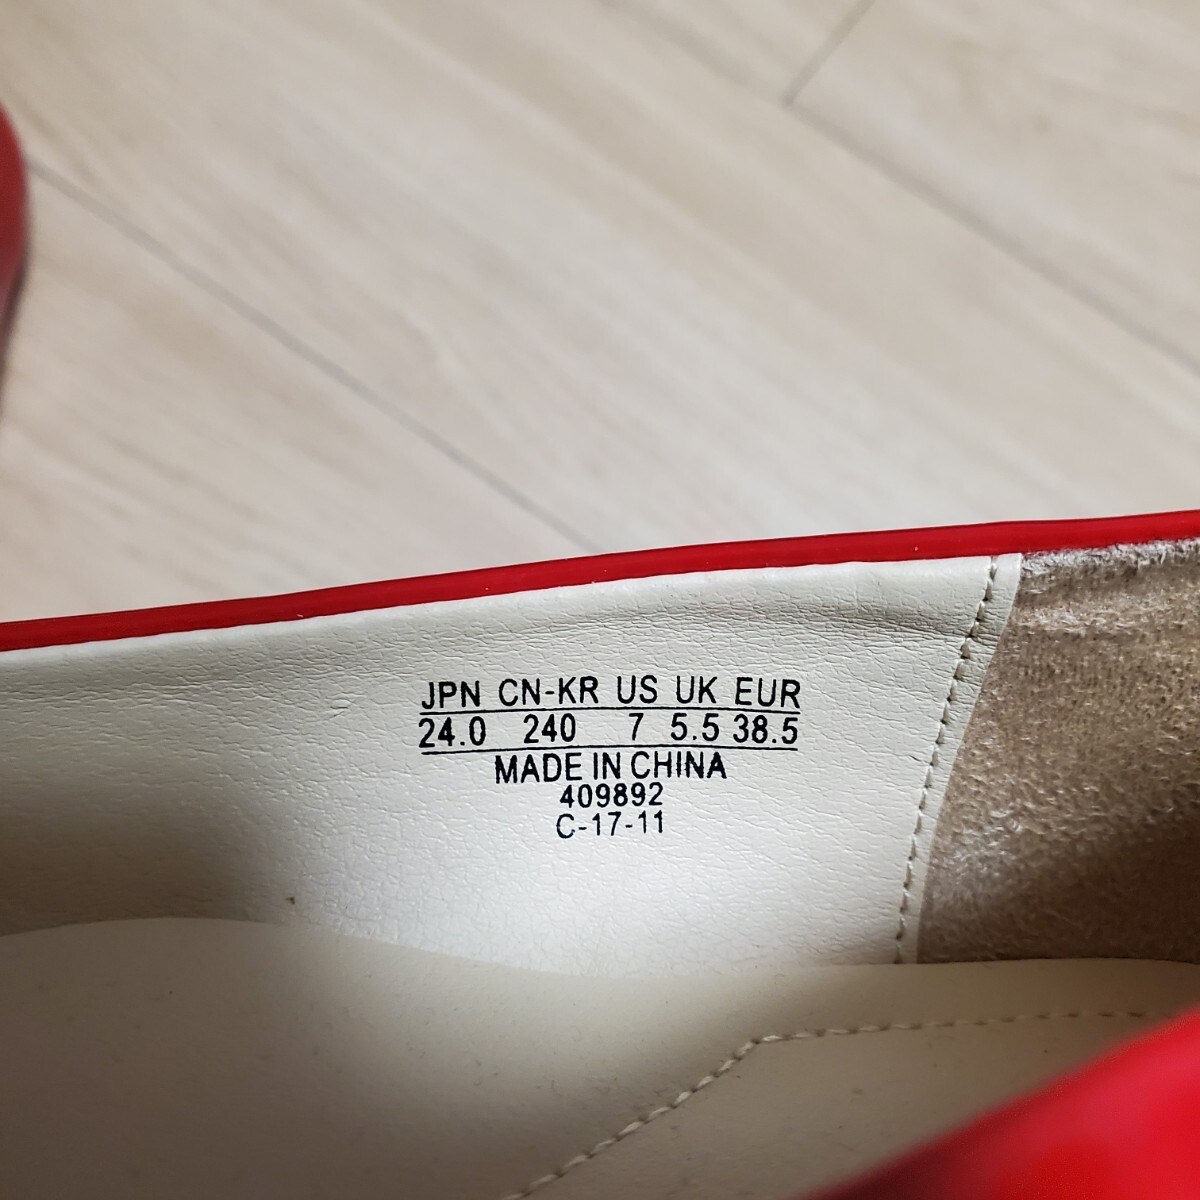 JPN CN-KR US UK EUR
24.0 240 7 5.5 38.5
MADE IN CHINA
409892
C-17-11